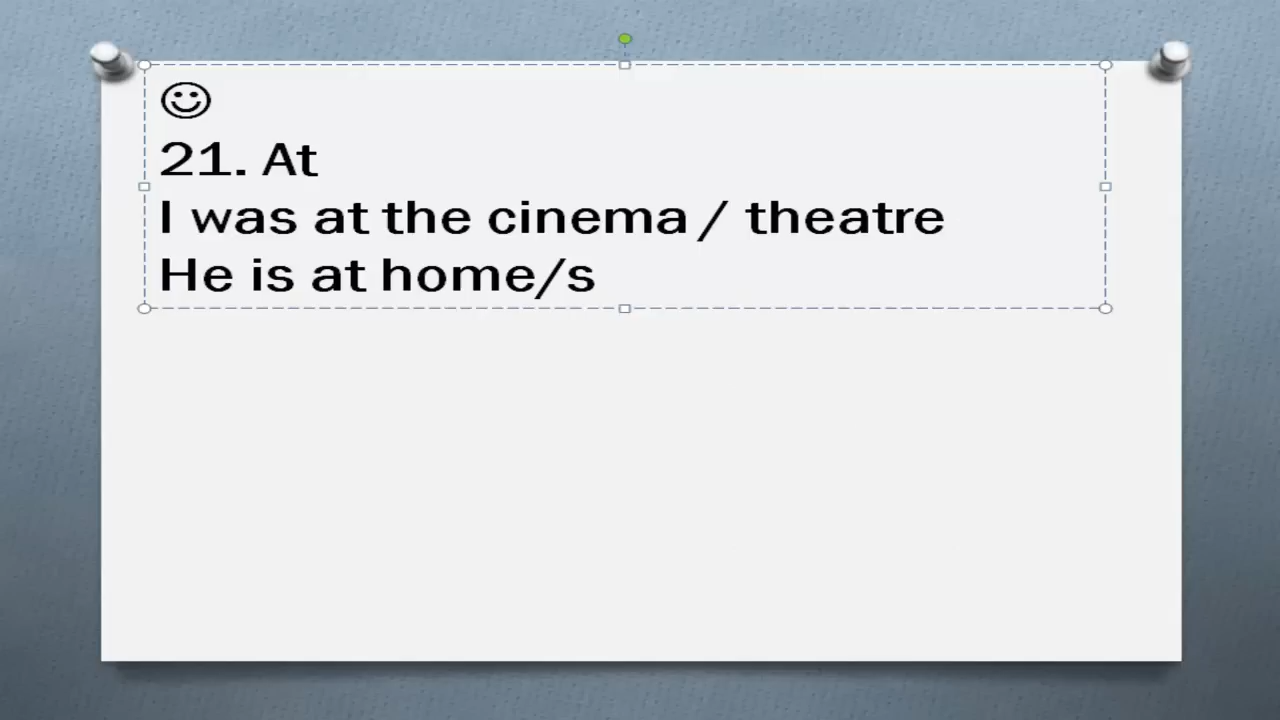 ☺
21. At
I was at the cinema / theatre
He is at home/s